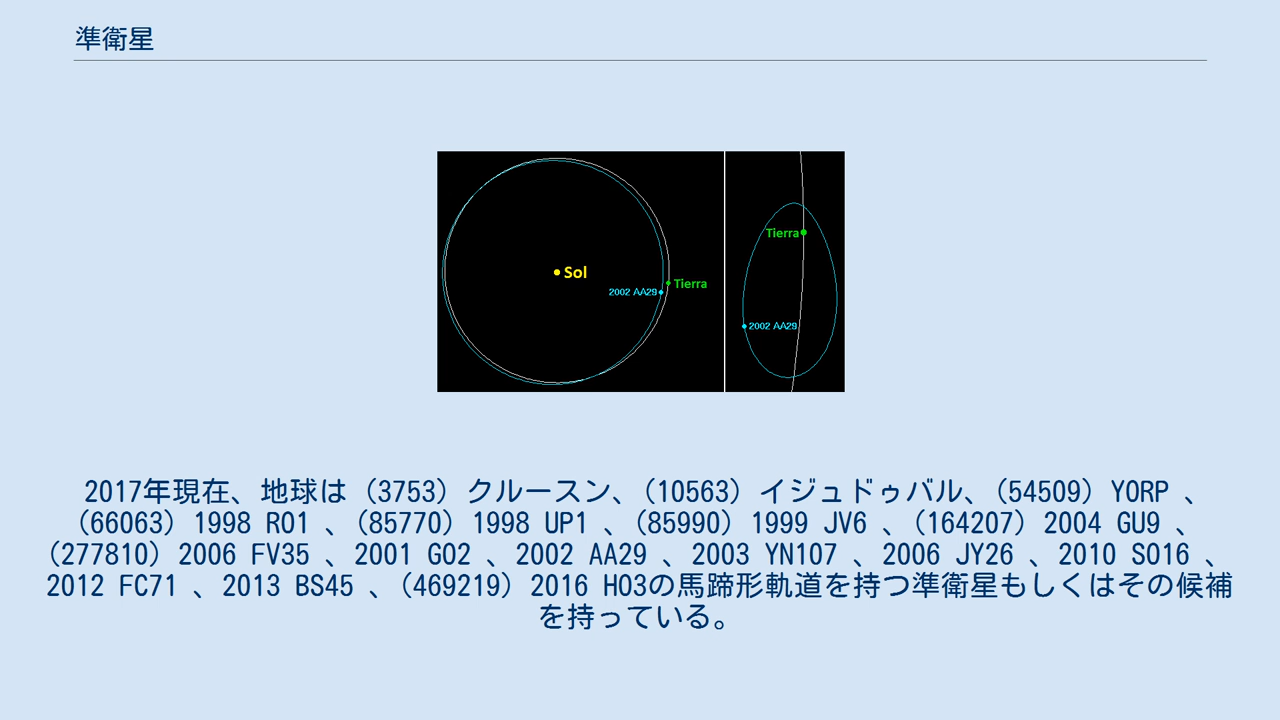 準衛星
Sol
Tierra
2002 AA29
Tierra
2002 AA29
2017年現在、地球は（3753）クルースン、（10563）イジュドゥバル、（54509）YORP 、
（66063）1998 RO1 、（85770）1998 UP1 、（85990）1999 JV6 、（164207）2004 GU9 、
（277810）2006 FV35 、2001 GO2 、2002 AA29 、2003 YN107 、2006 JY26 、2010 SO16 、
2012 FC71 、2013 BS45 、（469219）2016 HO3の馬蹄形軌道を持つ準衛星もしくはその候補
を持っている。